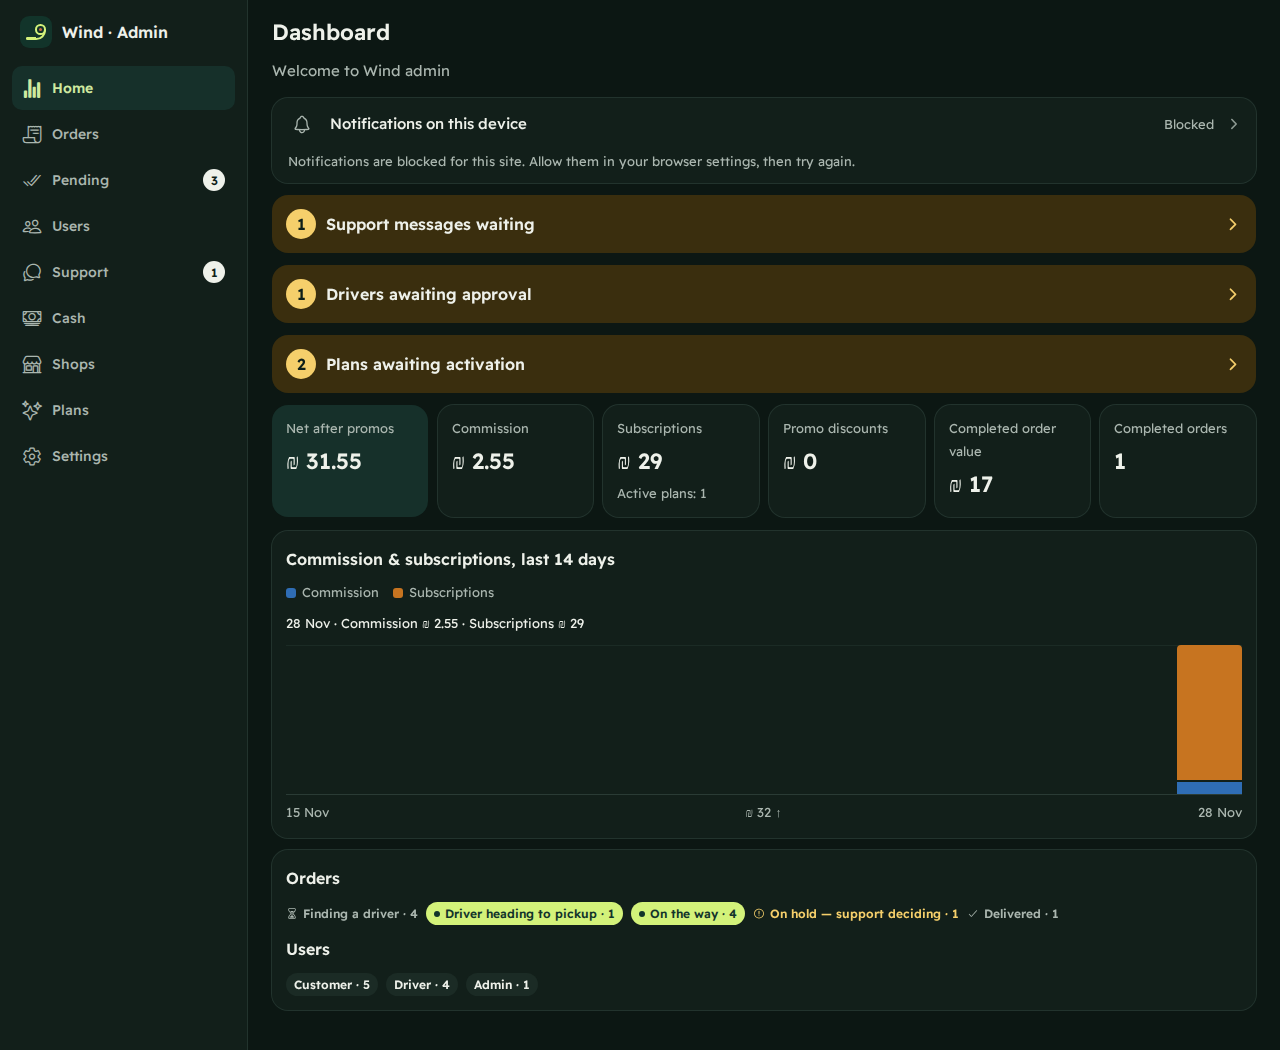 Wind · Admin
Home
Orders
Pending 3
Users
Support 1
Cash
Shops
Plans
Settings
Dashboard
Welcome to Wind admin
Notifications on this device
Blocked
Notifications are blocked for this site. Allow them in your browser settings, then try again.
1 Support messages waiting
1 Drivers awaiting approval
2 Plans awaiting activation
Net after promos
₪ 31.55
Commission
₪ 2.55
Subscriptions
₪ 29
Active plans: 1
Promo discounts
₪ 0
Completed order
value
₪ 17
Completed orders
1
Commission & subscriptions, last 14 days
Commission Subscriptions
28 Nov · Commission ₪ 2.55 · Subscriptions ₪ 29
15 Nov ₪ 32 ↑ 28 Nov
Orders
Finding a driver · 4 Driver heading to pickup · 1 On the way · 4 On hold — support deciding · 1 Delivered · 1
Users
Customer · 5 Driver · 4 Admin · 1